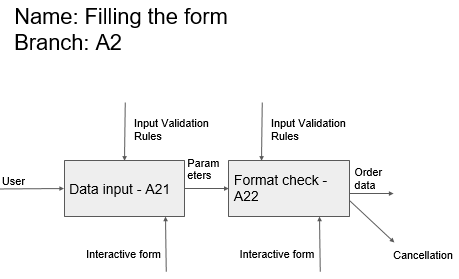 Name: Filling the form
Branch: A2
Input Validation
Rules
Input Validation
Rules
User
Data input - A21
Param
eters
Format check -
A22
Order
data
Interactive form
Interactive form
Cancellation